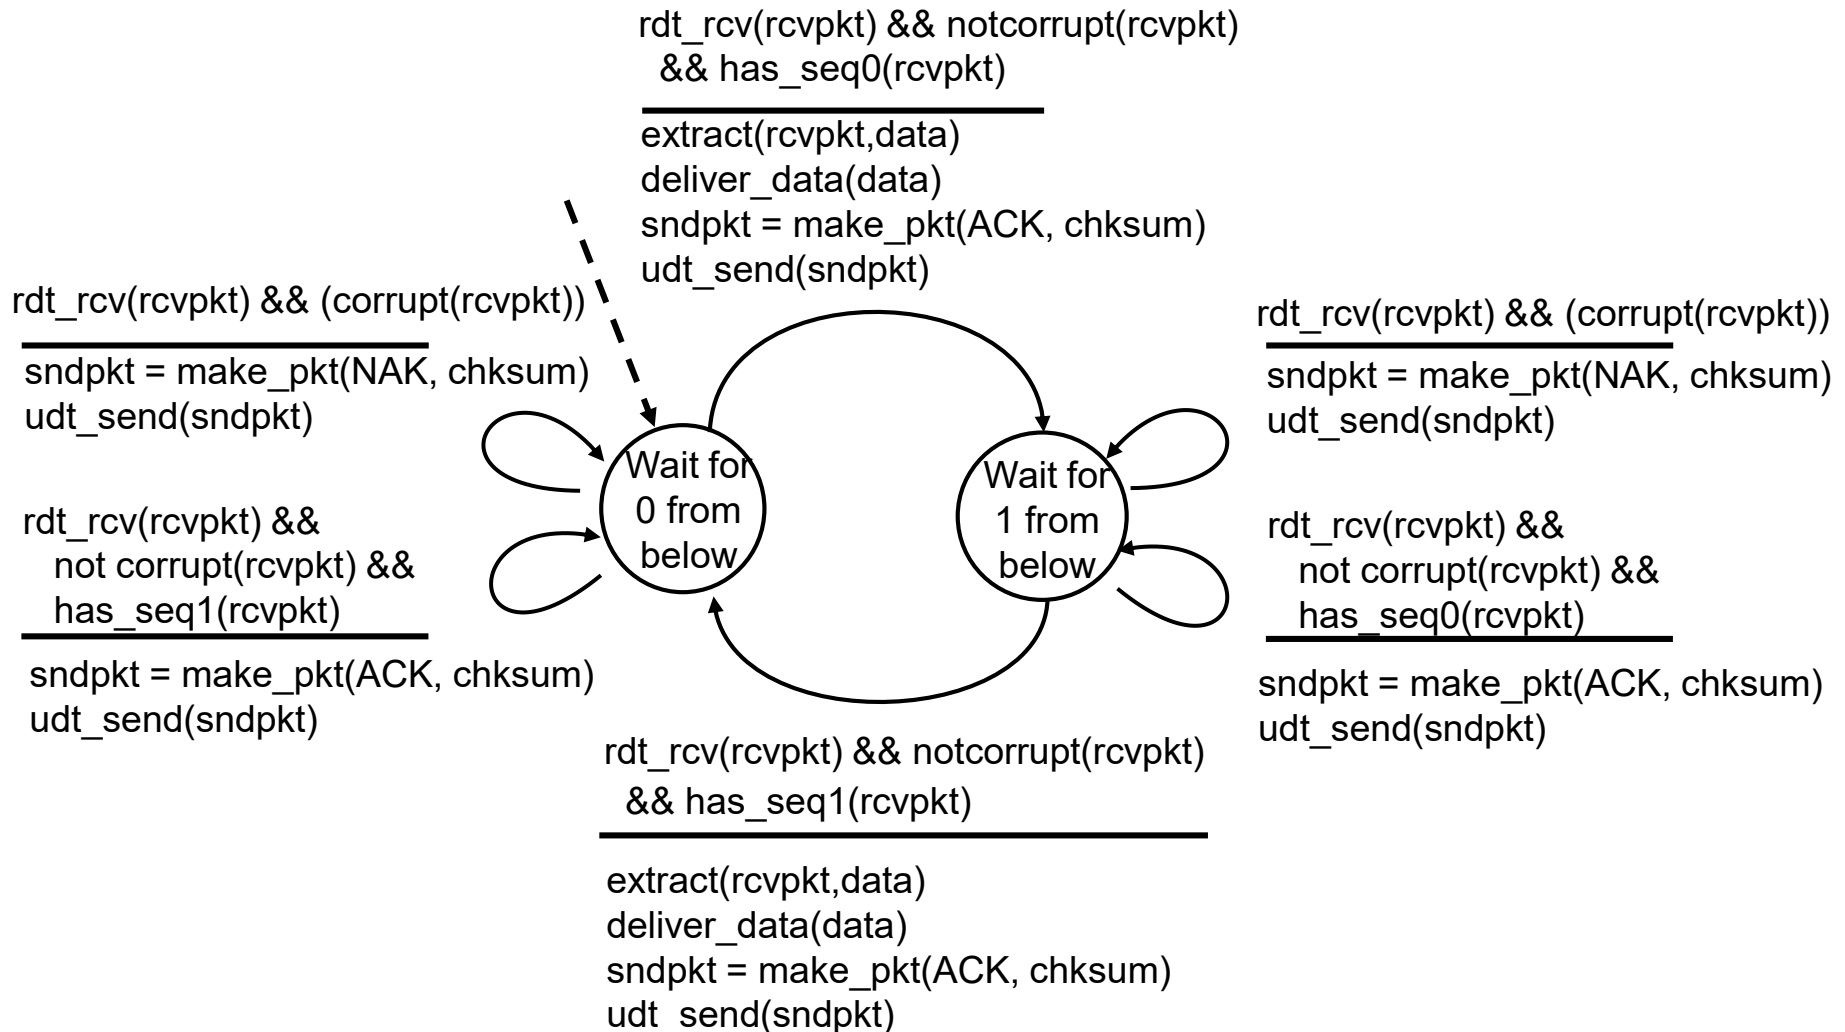 rdt_rcv(rcvpkt) && notcorrupt(rcvpkt)
&& has_seq0(rcvpkt)
extract(rcvpkt,data)
deliver_data(data)
sndpkt = make_pkt(ACK, chksum)
udt_send(sndpkt)
rdt_rcv(rcvpkt) && (corrupt(rcvpkt))
sndpkt = make_pkt(NAK, chksum)
udt_send(sndpkt)
rdt_rcv(rcvpkt) &&
not corrupt(rcvpkt) &&
has_seq1(rcvpkt)
sndpkt = make_pkt(ACK, chksum)
udt_send(sndpkt)
Wait for
0 from
below
Wait for
1 from
below
rdt_rcv(rcvpkt) && (corrupt(rcvpkt))
sndpkt = make_pkt(NAK, chksum)
udt_send(sndpkt)
rdt_rcv(rcvpkt) &&
not corrupt(rcvpkt) &&
has_seq0(rcvpkt)
sndpkt = make_pkt(ACK, chksum)
udt_send(sndpkt)
rdt_rcv(rcvpkt) && notcorrupt(rcvpkt)
&& has_seq1(rcvpkt)
extract(rcvpkt,data)
deliver_data(data)
sndpkt = make_pkt(ACK, chksum)
udt_send(sndpkt)